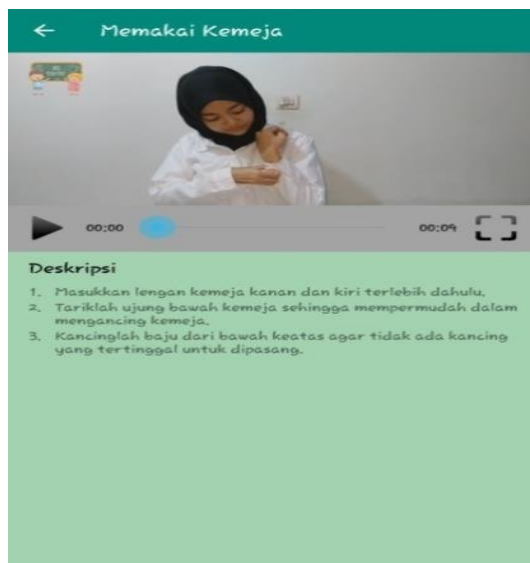 Memakai Kemeja
00:00
00:09
Deskripsi
1. Masukkan lengan kemeja kanan dan kiri terlebih dahulu.
2. Tariklah ujung bawah kemeja sehingga mempermudah dalam
mengancing kemeja.
3. Kancinglah baju dari bawah keatas agar tidak ada kancing
yang tertinggal untuk dipasang.